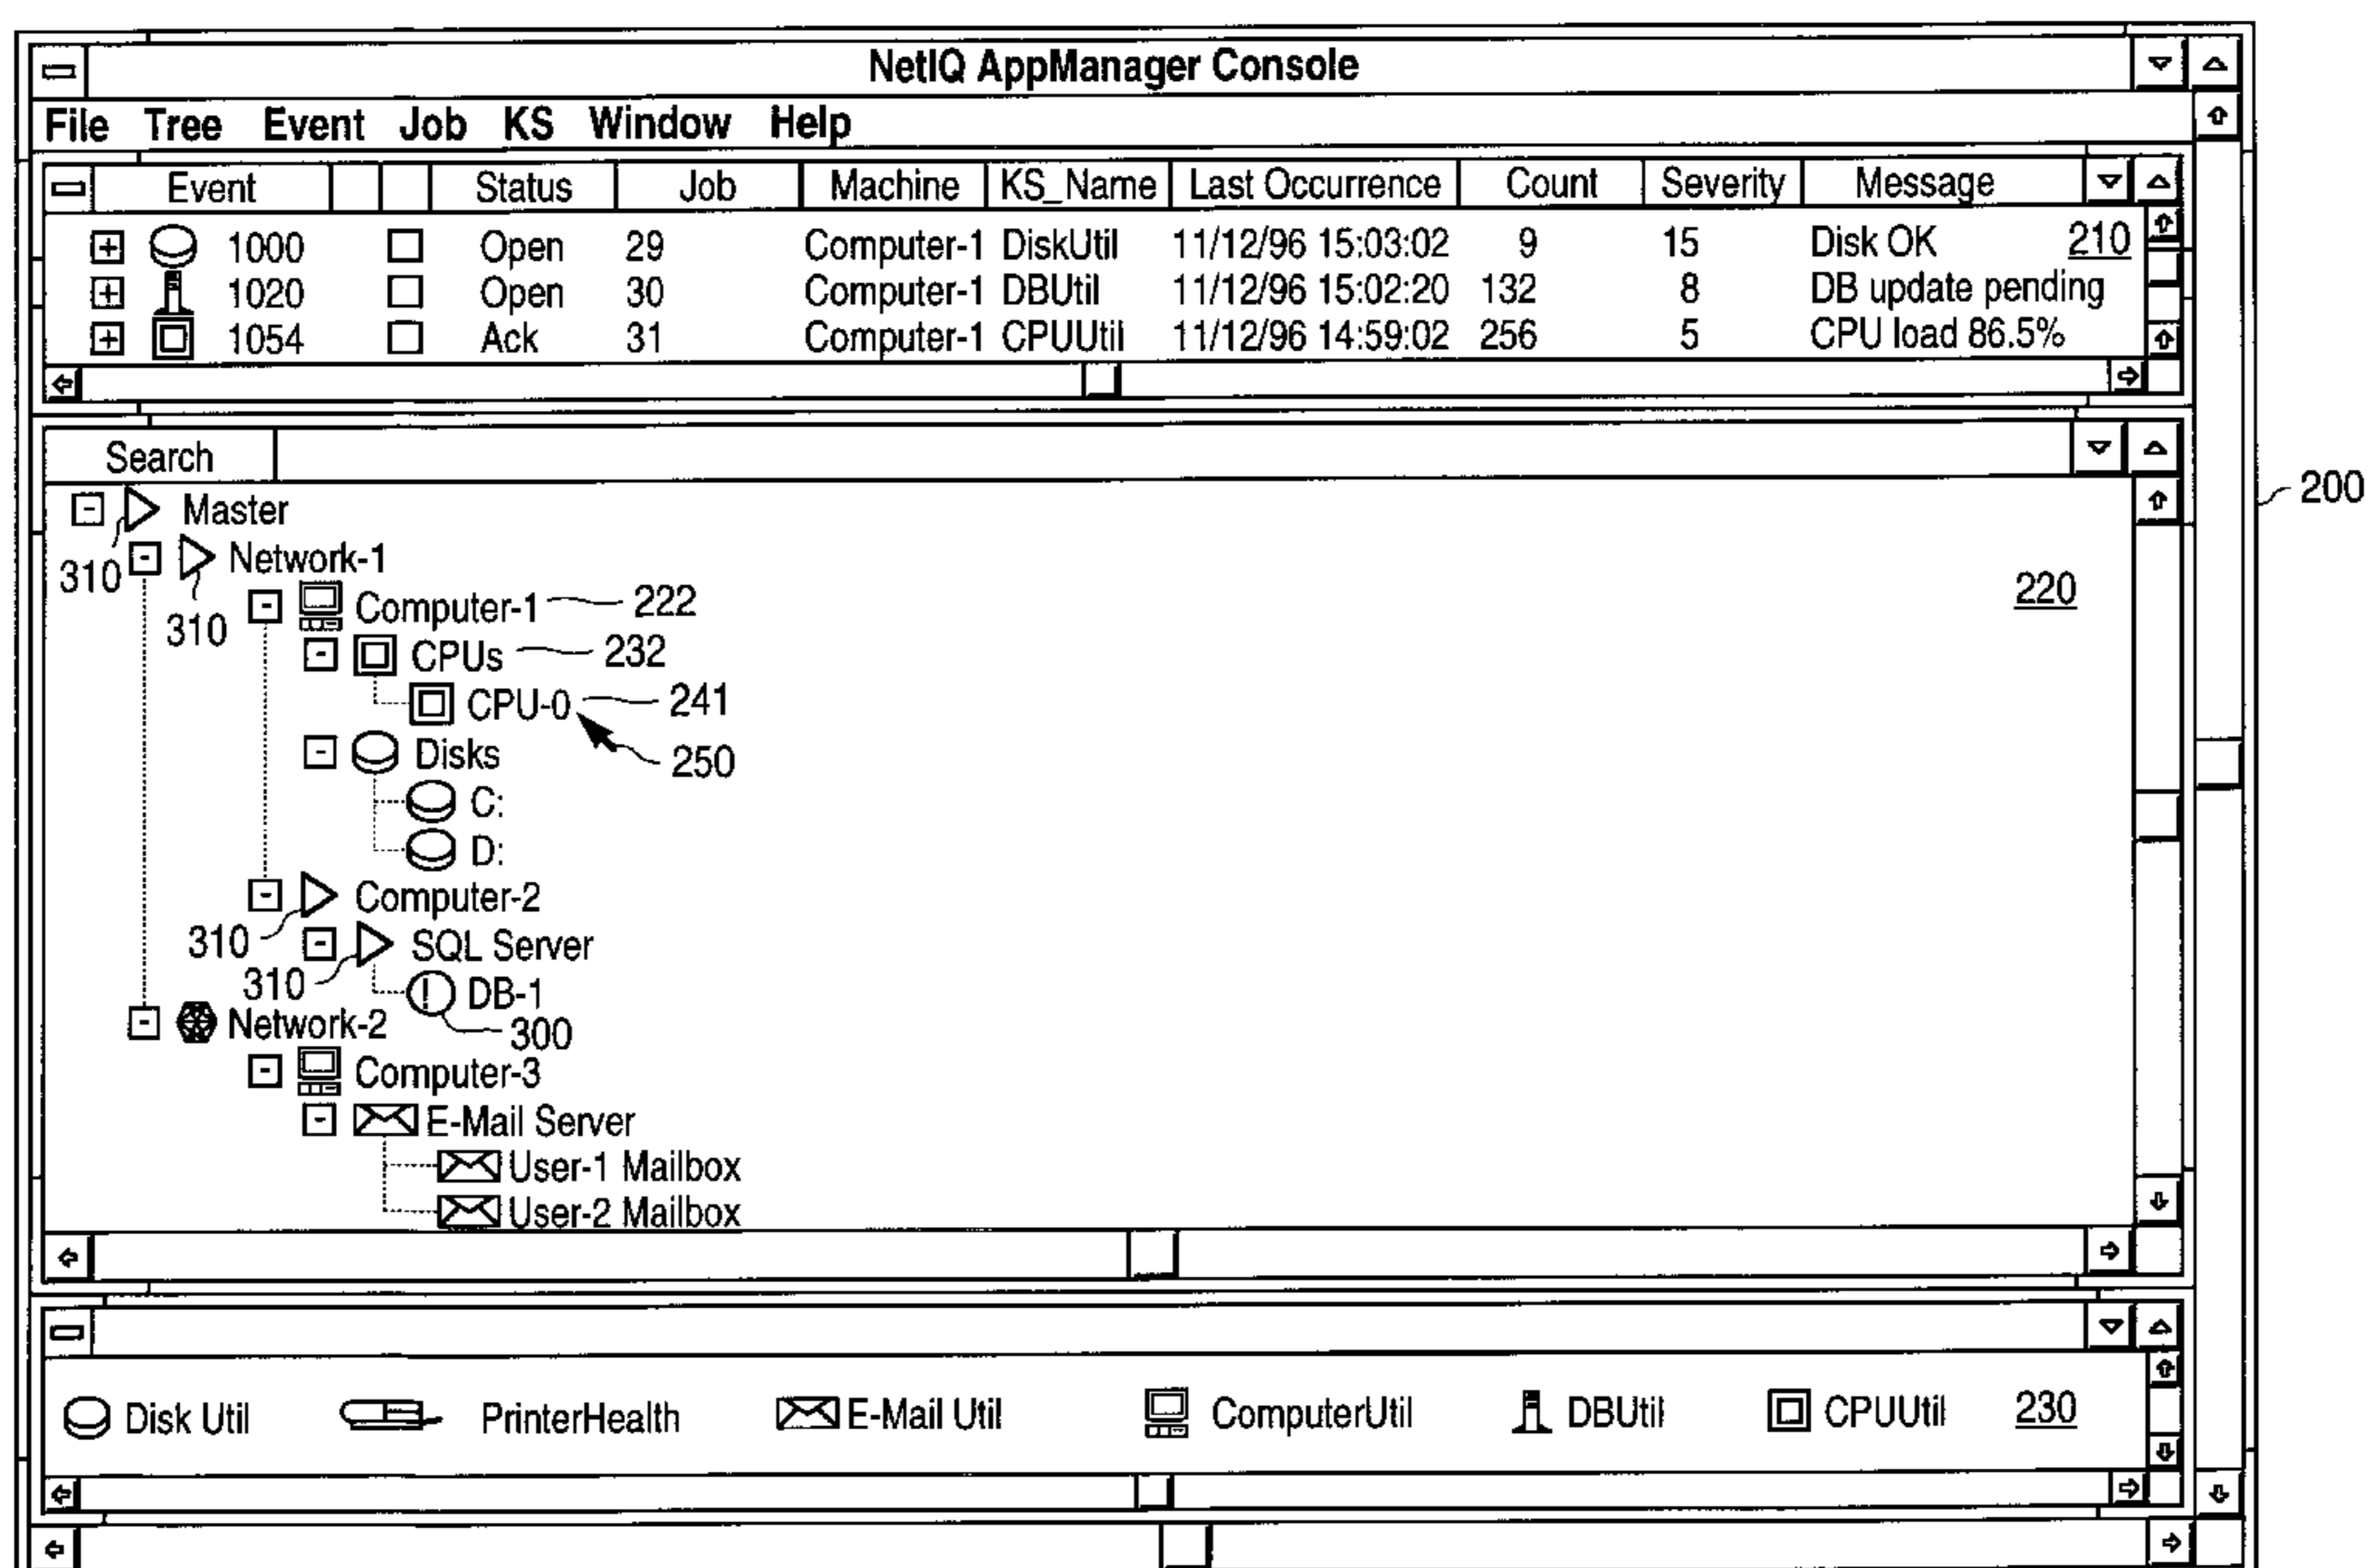 NetIQ AppManager Console
File Tree Event Job KS Window Help
Event Status Job Machine KS_Name Last Occurrence Count Severity Message
1000 Open 29 Computer-1 DiskUtil 11/12/96 15:03:02 9 15 Disk OK 210
1020 Open 30 Computer-1 DBUtil 11/12/96 15:02:20 132 8 DB update pending
1054 Ack 31 Computer-1 CPUUtil 11/12/96 14:59:02 256 5 CPU load 86.5%
Search
200
Master
310 Network-1
220
Computer-1 222
310
CPUs 232
CPU-0 241
Disks 250
C:
D:
Computer-2
310 SQL Server
310 DB-1
Network-2 300
Computer-3
E-Mail Server
User-1 Mailbox
User-2 Mailbox
Disk Util PrinterHealth E-Mail Util ComputerUtil DBUtil CPUUtil 230